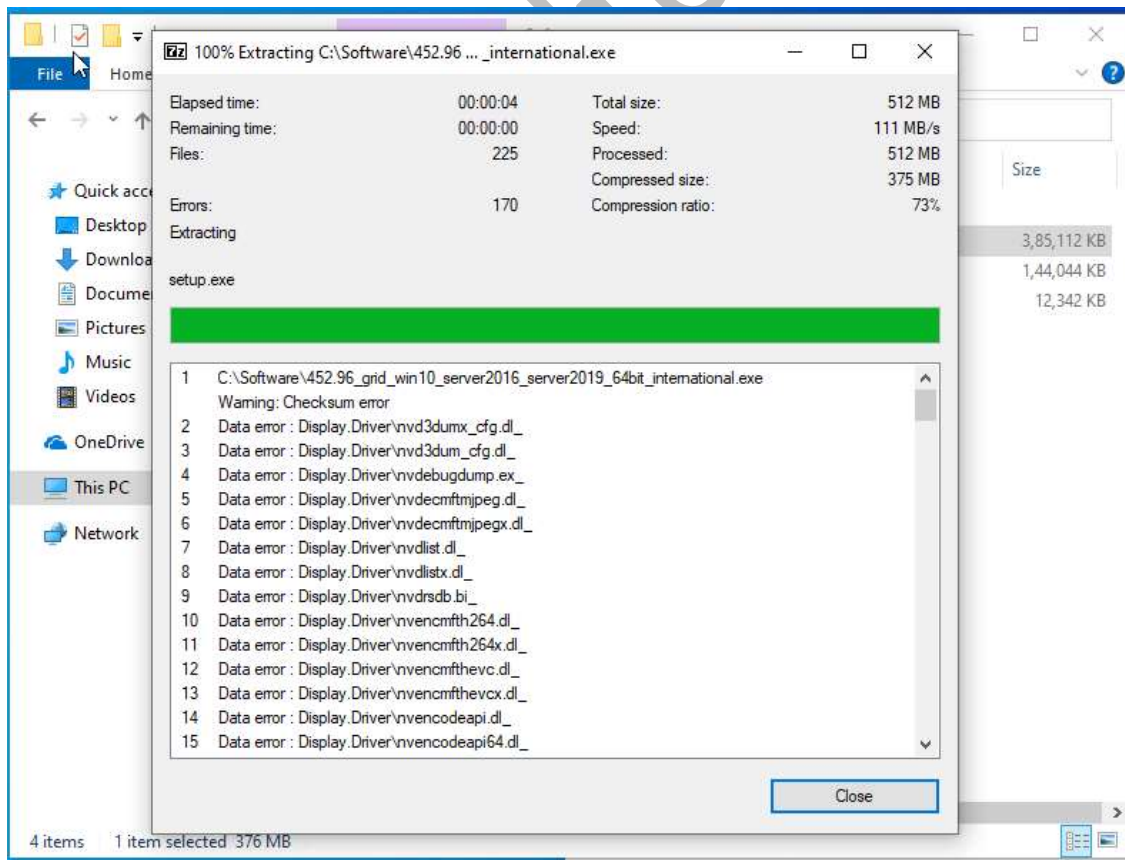 7z 100% Extracting C:\Software\452.96 ... _international.exe
File Home
Elapsed time: 00:00:04 Total size: 512 MB
Remaining time: 00:00:00 Speed: 111 MB/s
Files: 225 Processed: 512 MB
Compressed size: 375 MB
Errors: 170 Compression ratio: 73%
Extracting
setup.exe
Size
3,85,112 KB
1,44,044 KB
12,342 KB
Quick acce
Desktop
Downloa
Docume
Pictures
Music
Videos
OneDrive
This PC
Network
1 C:\Software\452.96_grid_win10_server2016_server2019_64bit_international.exe
Warning: Checksum error
2 Data error : Display.Driver\nvd3dumx_cfg.dl_
3 Data error : Display.Driver\nvd3dum_cfg.dl_
4 Data error : Display.Driver\nvdebugdump.ex_
5 Data error : Display.Driver\nvdecmftmjpeg.dl_
6 Data error : Display.Driver\nvdecmftmjpegx.dl_
7 Data error : Display.Driver\nvdlist.dl_
8 Data error : Display.Driver\nvdlistx.dl_
9 Data error : Display.Driver\nvdrsdb.bi_
10 Data error : Display.Driver\nvencmfth264.dl_
11 Data error : Display.Driver\nvencmfth264x.dl_
12 Data error : Display.Driver\nvencmfthevc.dl_
13 Data error : Display.Driver\nvencmfthevcx.dl_
14 Data error : Display.Driver\nvencodeapi.dl_
15 Data error : Display.Driver\nvencodeapi64.dl_
Close
4 items 1 item selected 376 MB